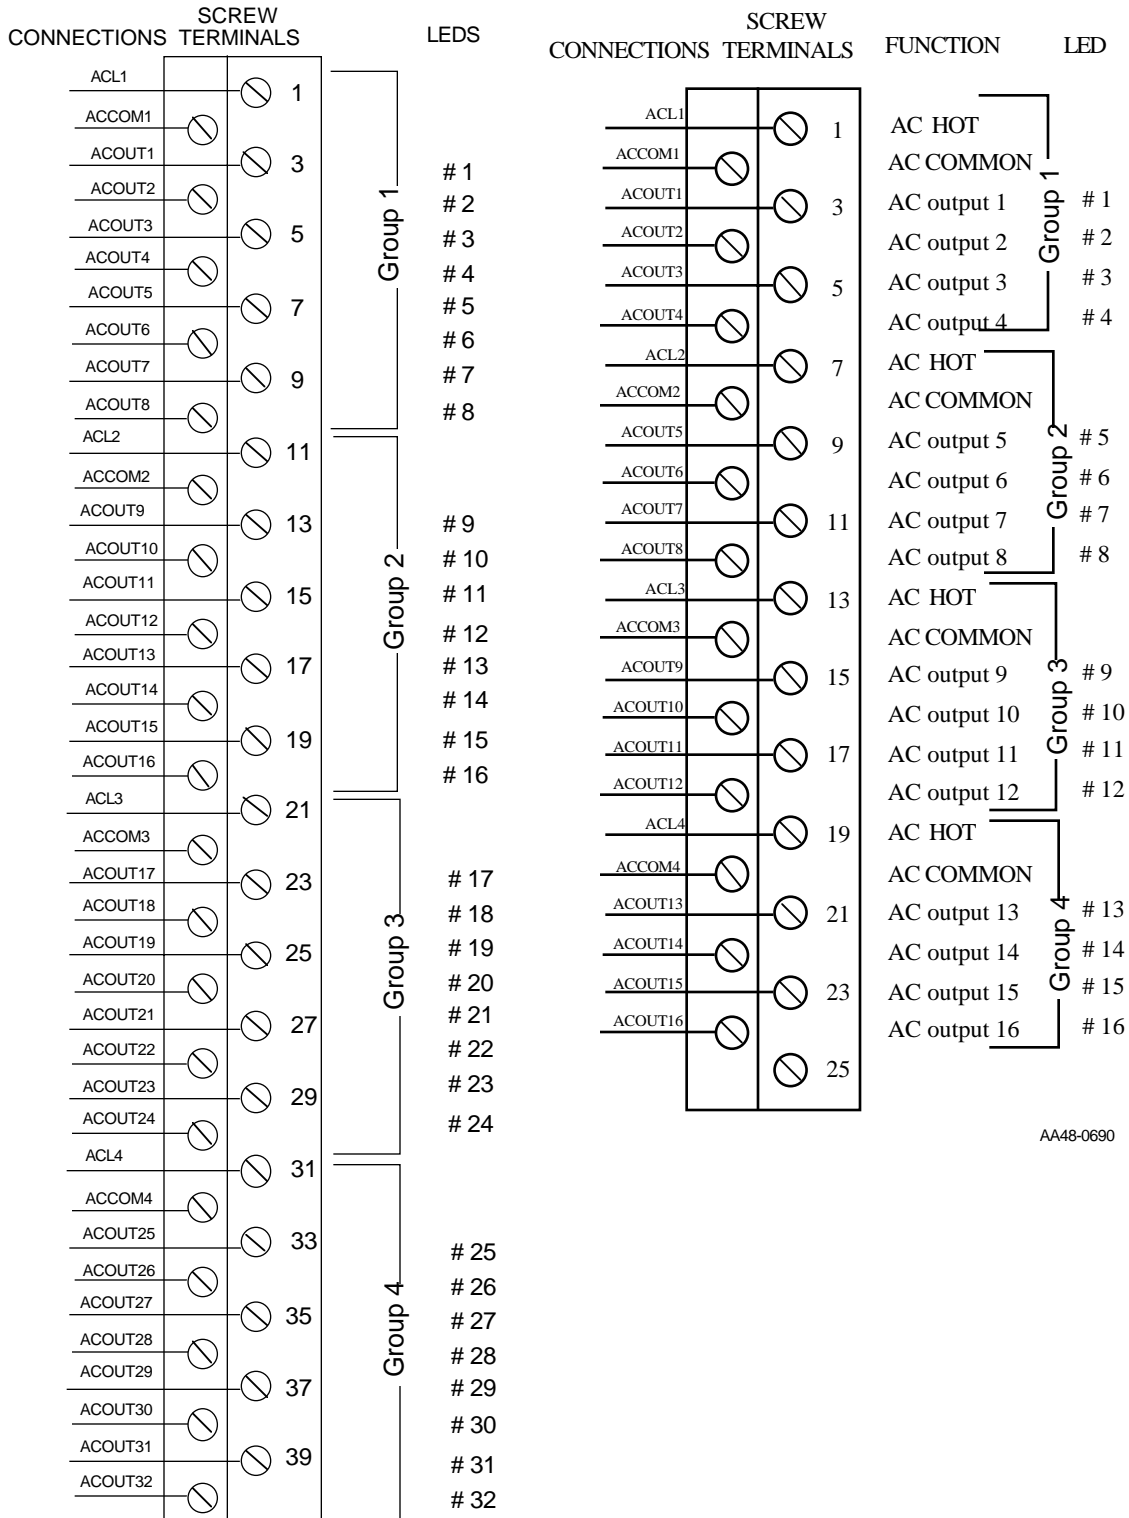 SCREW
CONNECTIONS TERMINALS
LEDS
ACL1
1
ACCOM1
ACOUT1
3
# 1
ACOUT2
# 2
ACOUT3
5
# 3
ACOUT4
# 4
ACOUT5
7
# 5
ACOUT6
# 6
ACOUT7
9
# 7
ACOUT8
# 8
Group 1
ACL2
11
ACCOM2
ACOUT9
13
# 9
ACOUT10
# 10
ACOUT11
15
# 11
ACOUT12
# 12
ACOUT13
17
# 13
ACOUT14
# 14
ACOUT15
19
# 15
ACOUT16
# 16
Group 2
ACL3
21
ACCOM3
ACOUT17
23
# 17
ACOUT18
# 18
ACOUT19
25
# 19
ACOUT20
# 20
ACOUT21
27
# 21
ACOUT22
# 22
ACOUT23
29
# 23
ACOUT24
# 24
Group 3
ACL4
31
ACCOM4
ACOUT25
33
# 25
ACOUT26
# 26
ACOUT27
35
# 27
ACOUT28
# 28
ACOUT29
37
# 29
ACOUT30
# 30
ACOUT31
39
# 31
ACOUT32
# 32
Group 4
SCREW
CONNECTIONS TERMINALS
FUNCTION
LED
ACL1
1
AC HOT
ACCOM1
AC COMMON
ACOUT1
3
AC output 1
# 1
ACOUT2
AC output 2
# 2
ACOUT3
5
AC output 3
# 3
ACOUT4
AC output 4
# 4
Group 1
ACL2
7
AC HOT
ACCOM2
AC COMMON
ACOUT5
9
AC output 5
# 5
ACOUT6
AC output 6
# 6
ACOUT7
11
AC output 7
# 7
ACOUT8
AC output 8
# 8
Group 2
ACL3
13
AC HOT
ACCOM3
AC COMMON
ACOUT9
15
AC output 9
# 9
ACOUT10
AC output 10
# 10
ACOUT11
17
AC output 11
# 11
ACOUT12
AC output 12
# 12
Group 3
ACL4
19
AC HOT
ACCOM4
AC COMMON
ACOUT13
21
AC output 13
# 13
ACOUT14
AC output 14
# 14
ACOUT15
23
AC output 15
# 15
ACOUT16
AC output 16
# 16
Group 4
25
AA48-0690